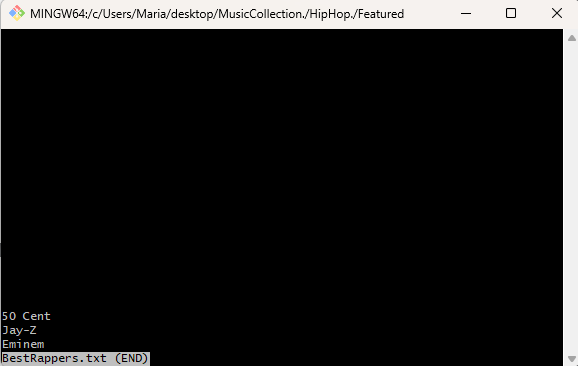 MINGW64:/c/Users/Maria/desktop/MusicCollection./HipHop./Featured
50 Cent
Jay-Z
Eminem
BestRappers.txt (END)